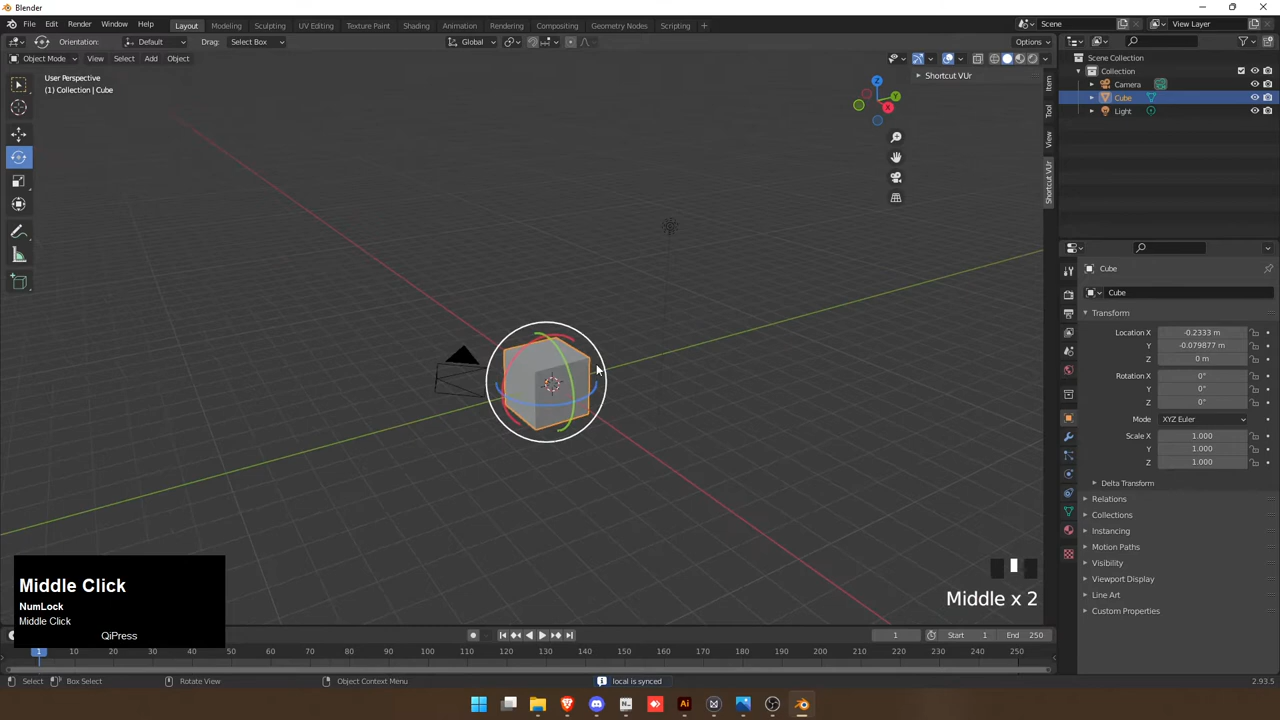 Blender
File Edit Render Window Help Layout Modeling Sculpting UV Editing Texture Paint Shading Animation Rendering Compositing Geometry Nodes Scripting + Scene View Layer
Orientation: Default Drag: Select Box Global Options
Object Mode View Select Add Object
User Perspective
(1) Collection | Cube
Shortcut VUr
Item
Tool
View
Shortcut VUr
Z
Y
X
Scene Collection
Collection
Camera
Cube
Light
Cube
Cube
Transform
Location X -0.2333 m
Y -0.079877 m
Z 0 m
Rotation X 0°
Y 0°
Z 0°
Mode XYZ Euler
Scale X 1.000
Y 1.000
Z 1.000
Delta Transform
Relations
Collections
Instancing
Motion Paths
Visibility
Viewport Display
Line Art
Custom Properties
Middle Click
NumLock
Middle Click
QiPress
Middle x 2
1 Start 1 End 250
1 10 20 30 40 50 60 70 80 90 100 110 120 130 140 150 160 170 180 190 200 210 220 230 240 250
Select Box Select Rotate View Object Context Menu local is synced 2.93.5
Ai